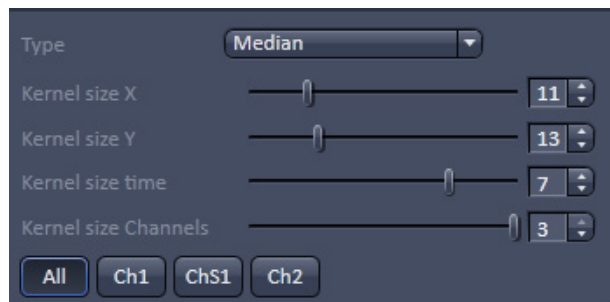 Type Median
Kernel size X 11
Kernel size Y 13
Kernel size time 7
Kernel size Channels 3
All Ch1 ChS1 Ch2